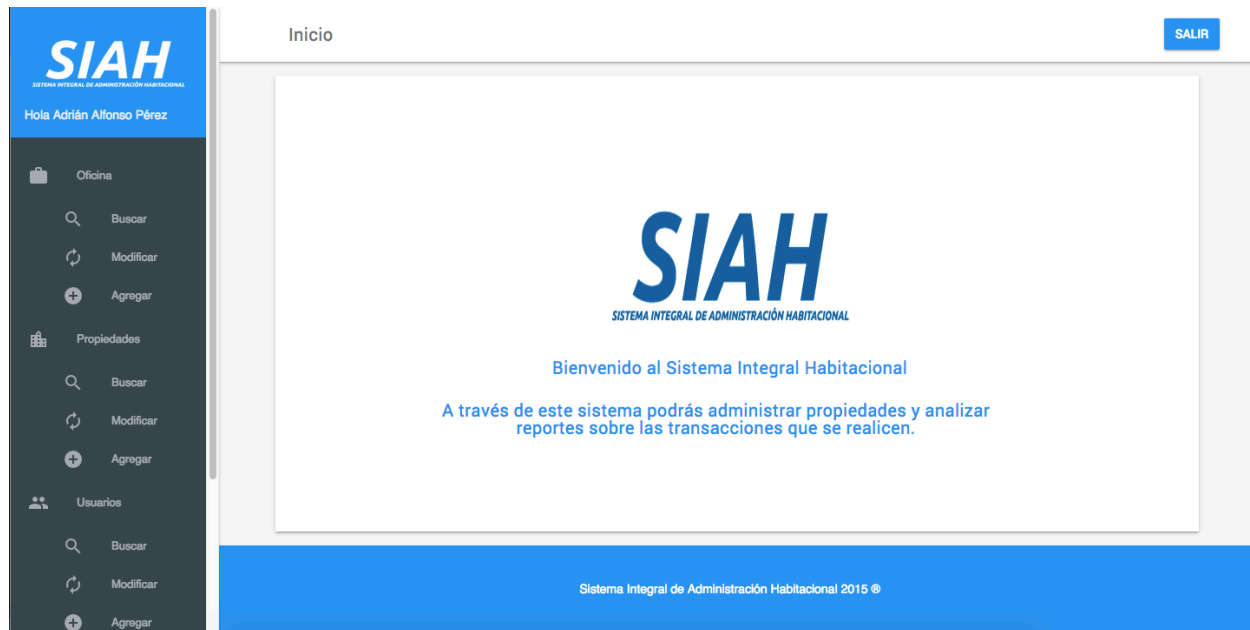 SIAH
SISTEMA INTEGRAL DE ADMINISTRACIÓN HABITACIONAL
Hola Adrián Alfonso Pérez
Oficina
Buscar
Modificar
Agregar
Propiedades
Buscar
Modificar
Agregar
Usuarios
Buscar
Modificar
Agregar
Inicio
SALIR
SIAH
SISTEMA INTEGRAL DE ADMINISTRACIÓN HABITACIONAL
Bienvenido al Sistema Integral Habitacional
A través de este sistema podrás administrar propiedades y analizar
reportes sobre las transacciones que se realicen.
Sistema Integral de Administración Habitacional 2015 ®